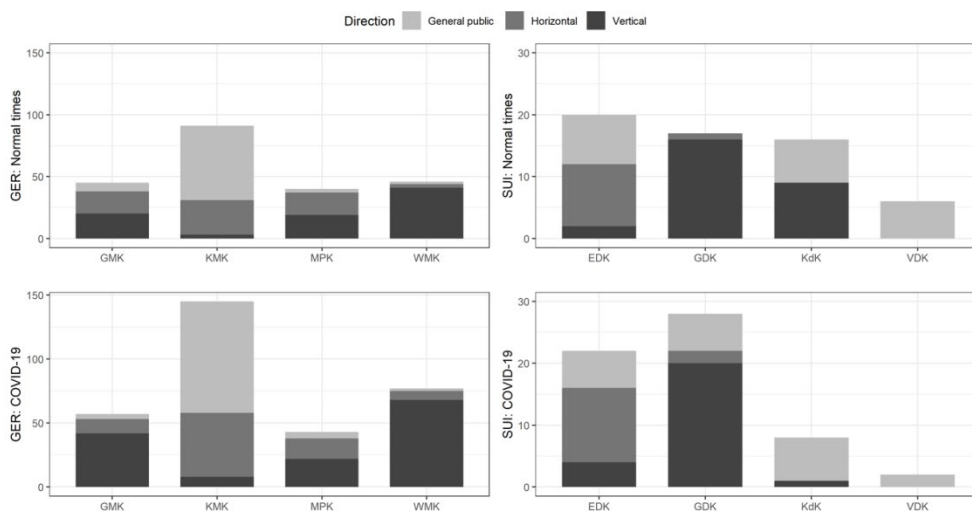 Direction General public Horizontal Vertical
GER: Normal times
150
100
50
0
GMK KMK MPK WMK
SUI: Normal times
30
20
10
0
EDK GDK KdK VDK
GER: COVID-19
150
100
50
0
GMK KMK MPK WMK
SUI: COVID-19
30
20
10
0
EDK GDK KdK VDK